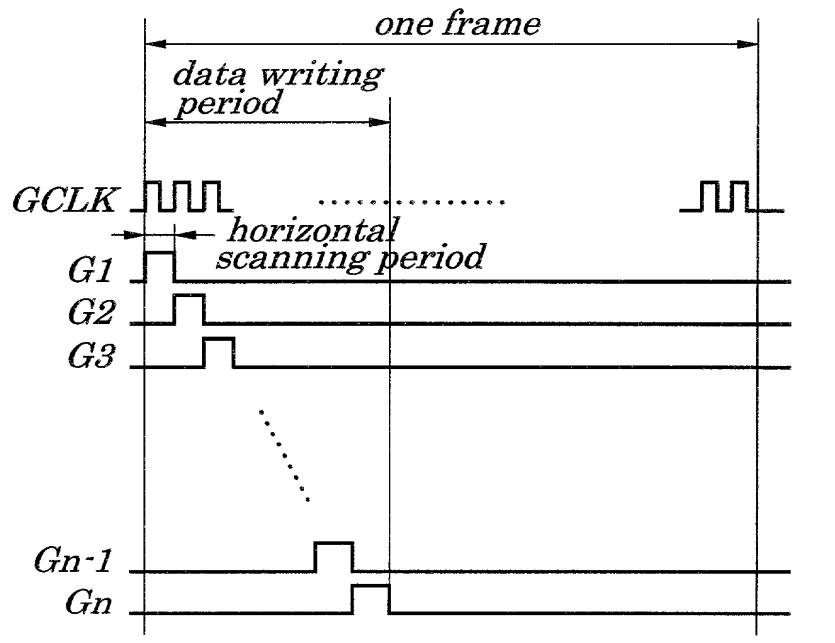 one frame
data writing
period
GCLK
horizontal
scanning period
G1
G2
G3
Gn-1
Gn